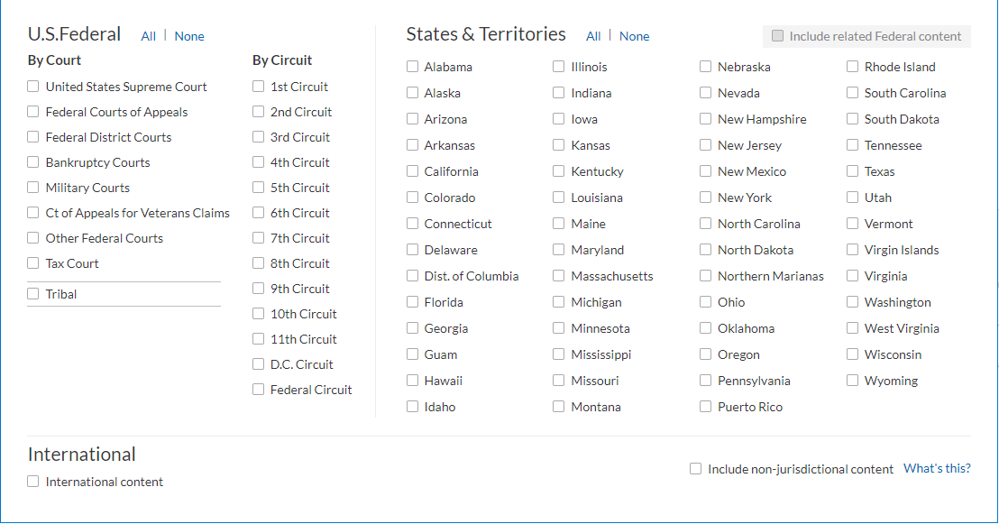 U.S.Federal All | None
By Court
United States Supreme Court
Federal Courts of Appeals
Federal District Courts
Bankruptcy Courts
Military Courts
Ct of Appeals for Veterans Claims
Other Federal Courts
Tax Court
Tribal
By Circuit
1st Circuit
2nd Circuit
3rd Circuit
4th Circuit
5th Circuit
6th Circuit
7th Circuit
8th Circuit
9th Circuit
10th Circuit
11th Circuit
D.C. Circuit
Federal Circuit
States & Territories All | None
Include related Federal content
Alabama
Alaska
Arizona
Arkansas
California
Colorado
Connecticut
Delaware
Dist. of Columbia
Florida
Georgia
Guam
Hawaii
Idaho
Illinois
Indiana
Iowa
Kansas
Kentucky
Louisiana
Maine
Maryland
Massachusetts
Michigan
Minnesota
Mississippi
Missouri
Montana
Nebraska
Nevada
New Hampshire
New Jersey
New Mexico
New York
North Carolina
North Dakota
Northern Marianas
Ohio
Oklahoma
Oregon
Pennsylvania
Puerto Rico
Rhode Island
South Carolina
South Dakota
Tennessee
Texas
Utah
Vermont
Virgin Islands
Virginia
Washington
West Virginia
Wisconsin
Wyoming
International
International content
Include non-jurisdictional content What's this?